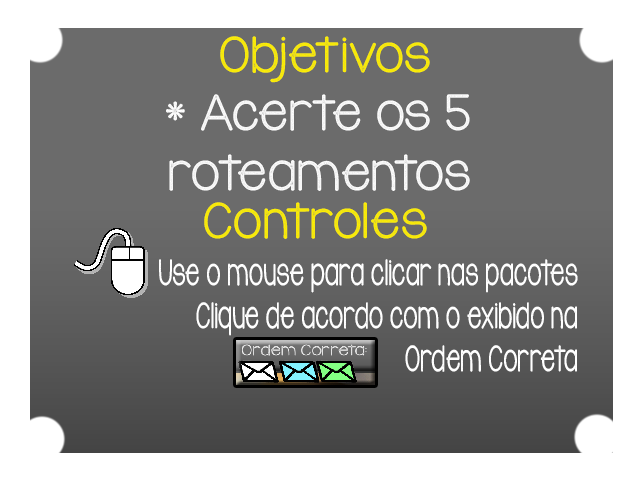 Objetivos
* Acerte os 5
roteamentos
Controles
Use o mouse para clicar nas pacotes
Clique de acordo com o exibido na
Ordem Correta
Ordem Correta: